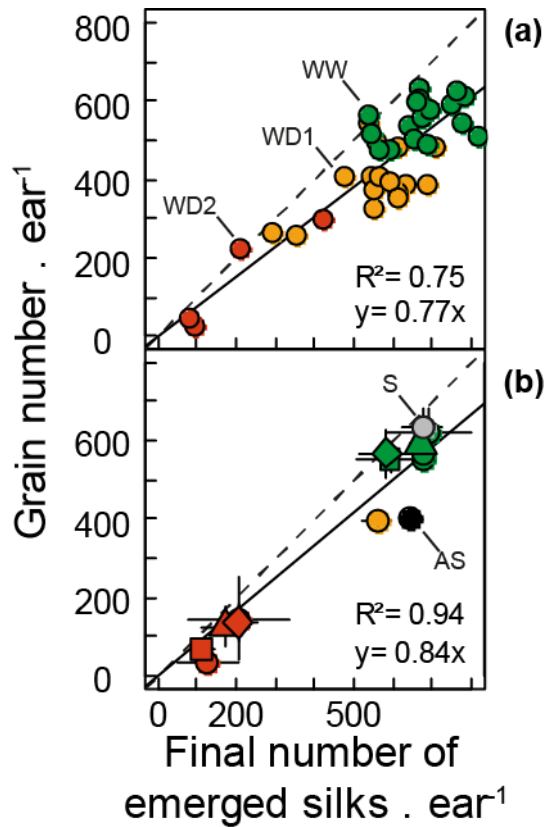 Grain number . ear⁻¹
800
600
400
200
0
(a)
WW
WD1
WD2
R²= 0.75
y= 0.77x
600
400
200
0
(b)
S
AS
R²= 0.94
y= 0.84x
0 200 500
Final number of
emerged silks . ear⁻¹